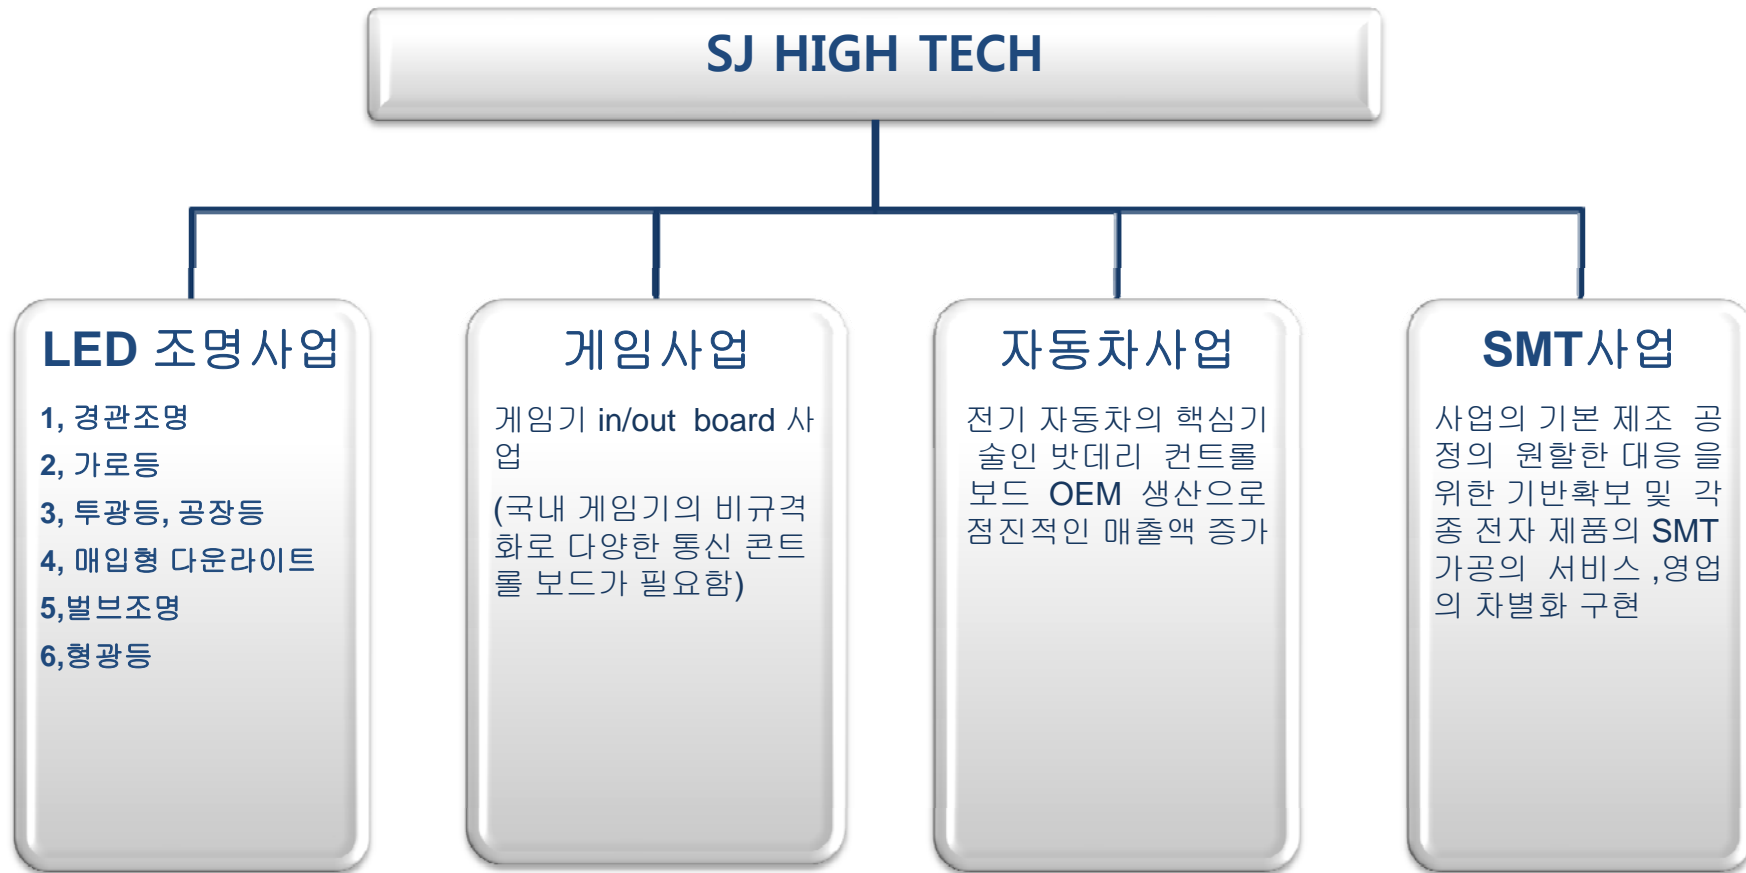 SJ HIGH TECH
LED 조명사업
1, 경관조명
2, 가로등
3, 투광등, 공장등
4, 매입형 다운라이트
5,벌브조명
6,형광등
게임사업
게임기 in/out board 사
업
(국내 게임기의 비규격
화로 다양한 통신 콘트
롤 보드가 필요함)
자동차사업
전기 자동차의 핵심기
술인 밧데리 컨트롤
보드 OEM 생산으로
점진적인 매출액 증가
SMT사업
사업의 기본 제조 공
정의 원할한 대응 을
위한 기반확보 및 각
종 전자 제품의 SMT
가공의 서비스 ,영업
의 차별화 구현